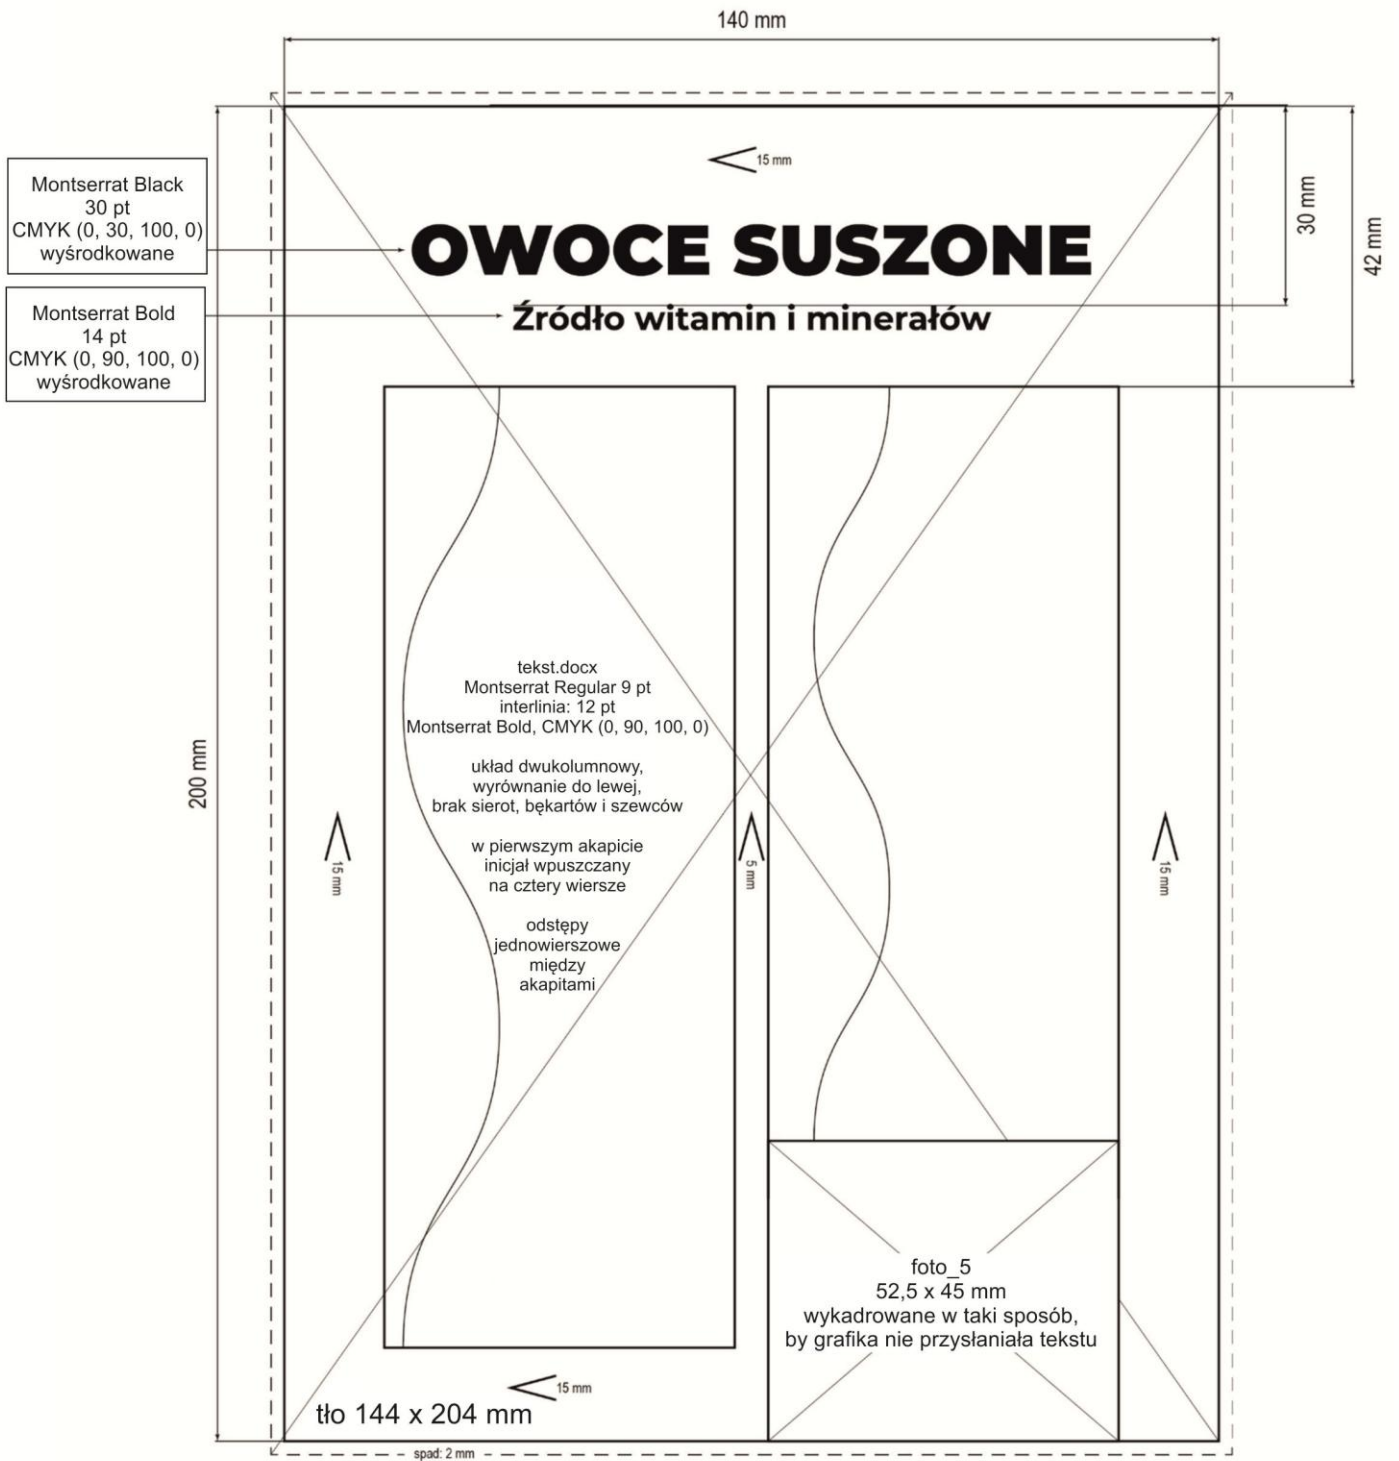 140 mm
15 mm
Montserrat Black
30 pt
CMYK (0, 30, 100, 0)
wyśrodkowane
OWOCE SUSZONE
30 mm
42 mm
Montserrat Bold
14 pt
CMYK (0, 90, 100, 0)
wyśrodkowane
Źródło witamin i minerałów
tekst.docx
Montserrat Regular 9 pt
interlinia: 12 pt
Montserrat Bold, CMYK (0, 90, 100, 0)
układ dwukolumnowy,
wyrównanie do lewej,
brak sierot, bękartów i szewców
w pierwszym akapicie
inicjał wpuszczany
na cztery wiersze
odstępy
jednowierszowe
między
akapitami
200 mm
15 mm
5 mm
15 mm
foto_5
52,5 x 45 mm
wykadrowane w taki sposób,
by grafika nie przysłaniała tekstu
15 mm
tło 144 x 204 mm
spad: 2 mm